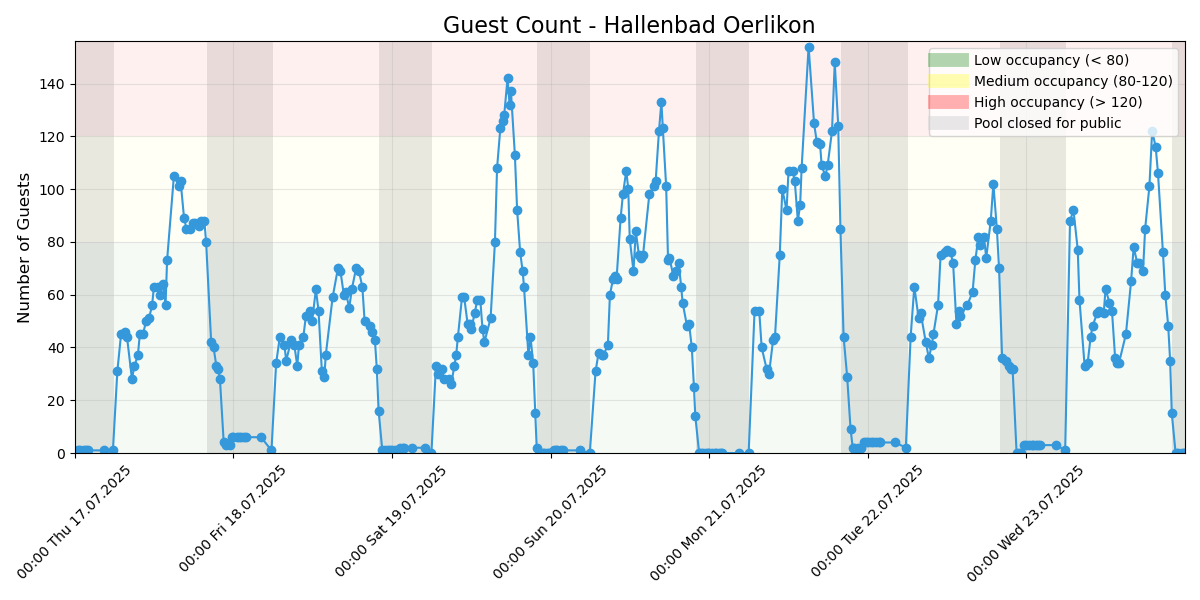 Guest Count - Hallenbad Oerlikon
Number of Guests
140
120
100
80
60
40
20
0
Low occupancy (< 80)
Medium occupancy (80-120)
High occupancy (> 120)
Pool closed for public
00:00 Thu 17.07.2025
00:00 Fri 18.07.2025
00:00 Sat 19.07.2025
00:00 Sun 20.07.2025
00:00 Mon 21.07.2025
00:00 Tue 22.07.2025
00:00 Wed 23.07.2025